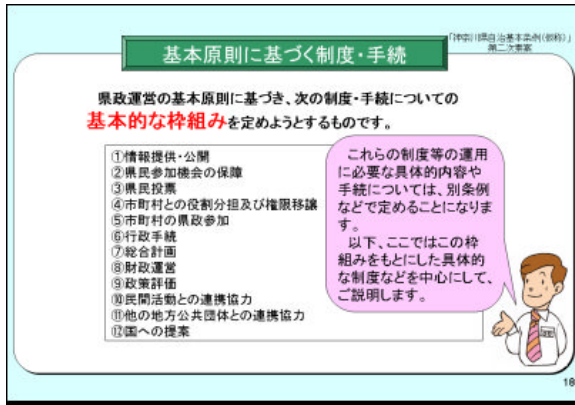 「神奈川県自治基本条例(仮称)」
第二次素案
基本原則に基づく制度・手続
県政運営の基本原則に基づき、次の制度・手続についての
基本的な枠組みを定めようとするものです。
①情報提供・公開
②県民参加機会の保障
③県民投票
④市町村との役割分担及び権限移譲
⑤市町村の県政参加
⑥行政手続
⑦総合計画
⑧財政運営
⑨政策評価
⑩民間活動との連携協力
⑪他の地方公共団体との連携協力
⑫国への提案
これらの制度等の運用
に必要な具体的内容や
手続については、別条例
などで定めることになりま
す。
以下、ここではこの枠
組みをもとにした具体的
な制度などを中心にして、
ご説明します。
18